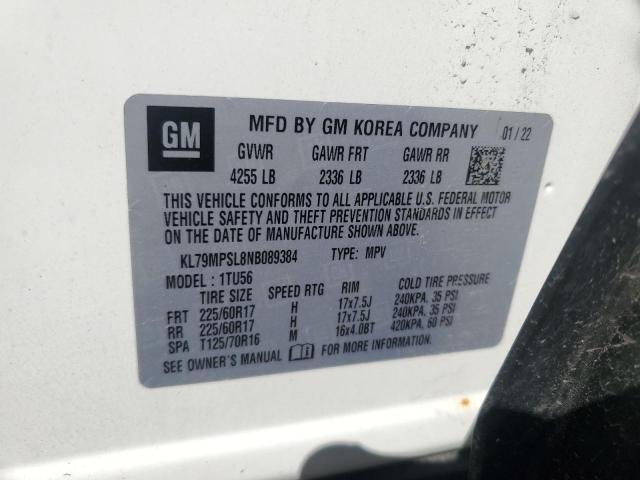 GM MFD BY GM KOREA COMPANY 01/22
GVWR GAWR FRT GAWR RR
4255 LB 2336 LB 2336 LB
THIS VEHICLE CONFORMS TO ALL APPLICABLE U.S. FEDERAL MOTOR
VEHICLE SAFETY AND THEFT PREVENTION STANDARDS IN EFFECT
ON THE DATE OF MANUFACTURE SHOWN ABOVE.
KL79MPSL8NB089384 TYPE: MPV
MODEL: 1TU56
TIRE SIZE SPEED RTG RIM COLD TIRE PRESSURE
FRT 225/60R17 H 17x7.5J 240KPA, 35 PSI
RR 225/60R17 H 17x7.5J 240KPA, 35 PSI
SPA T125/70R16 M 16x4.0BT 420KPA, 60 PSI
SEE OWNER'S MANUAL FOR MORE INFORMATION.